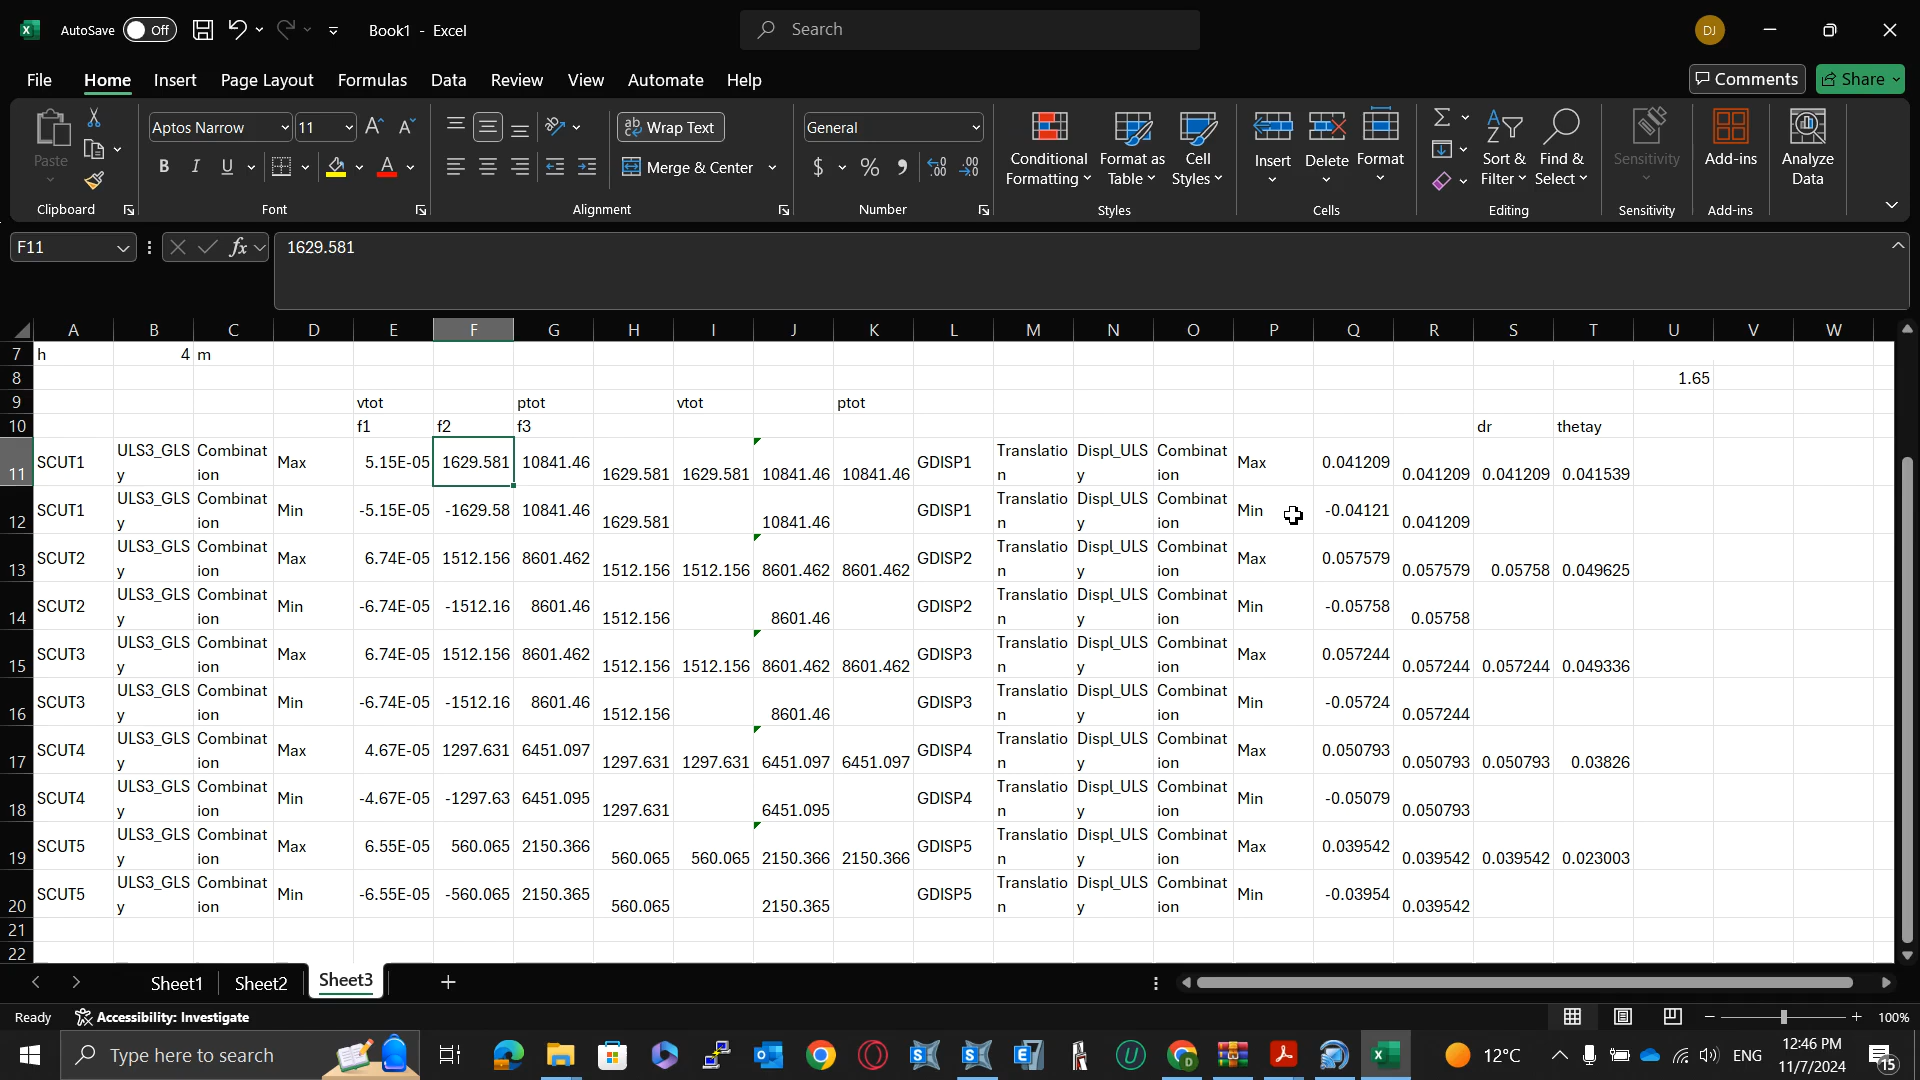 AutoSave Off Book1 - Excel Search DJ
File Home Insert Page Layout Formulas Data Review View Automate Help Comments Share
Paste Aptos Narrow 11 Wrap Text General
B I U Merge & Center $ %
Conditional Formatting Format as Table Cell Styles Insert Delete Format Sort & Filter Find & Select Sensitivity Add-ins Analyze Data
Clipboard Font Alignment Number Styles Cells Editing Sensitivity Add-ins
F11 fx 1629.581
A B C D E F G H I J K L M N O P Q R S T U V W
7 h 4 m
8 1.65
9 vtot ptot vtot ptot
10 f1 f2 f3 dr thetay
11 SCUT1 ULS3_GLSy Combination Max 5.15E-05 1629.581 10841.46 1629.581 1629.581 10841.46 10841.46 GDISP1 Translation Displ_ULSy Combination Max 0.041209 0.041209 0.041209 0.041539
12 SCUT1 ULS3_GLSy Combination Min -5.15E-05 -1629.58 10841.46 1629.581 10841.46 GDISP1 Translation Displ_ULSy Combination Min -0.04121 0.041209
13 SCUT2 ULS3_GLSy Combination Max 6.74E-05 1512.156 8601.462 1512.156 1512.156 8601.462 8601.462 GDISP2 Translation Displ_ULSy Combination Max 0.057579 0.057579 0.05758 0.049625
14 SCUT2 ULS3_GLSy Combination Min -6.74E-05 -1512.16 8601.46 1512.156 8601.46 GDISP2 Translation Displ_ULSy Combination Min -0.05758 0.05758
15 SCUT3 ULS3_GLSy Combination Max 6.74E-05 1512.156 8601.462 1512.156 1512.156 8601.462 8601.462 GDISP3 Translation Displ_ULSy Combination Max 0.057244 0.057244 0.057244 0.049336
16 SCUT3 ULS3_GLSy Combination Min -6.74E-05 -1512.16 8601.46 1512.156 8601.46 GDISP3 Translation Displ_ULSy Combination Min -0.05724 0.057244
17 SCUT4 ULS3_GLSy Combination Max 4.67E-05 1297.631 6451.097 1297.631 1297.631 6451.097 6451.097 GDISP4 Translation Displ_ULSy Combination Max 0.050793 0.050793 0.050793 0.03826
18 SCUT4 ULS3_GLSy Combination Min -4.67E-05 -1297.63 6451.095 1297.631 6451.095 GDISP4 Translation Displ_ULSy Combination Min -0.05079 0.050793
19 SCUT5 ULS3_GLSy Combination Max 6.55E-05 560.065 2150.366 560.065 560.065 2150.366 2150.366 GDISP5 Translation Displ_ULSy Combination Max 0.039542 0.039542 0.039542 0.023003
20 SCUT5 ULS3_GLSy Combination Min -6.55E-05 -560.065 2150.365 560.065 2150.365 GDISP5 Translation Displ_ULSy Combination Min -0.03954 0.039542
21
22
Sheet1 Sheet2 Sheet3
Ready Accessibility: Investigate 100%
Type here to search 12°C ENG 12:46 PM
11/7/2024 15